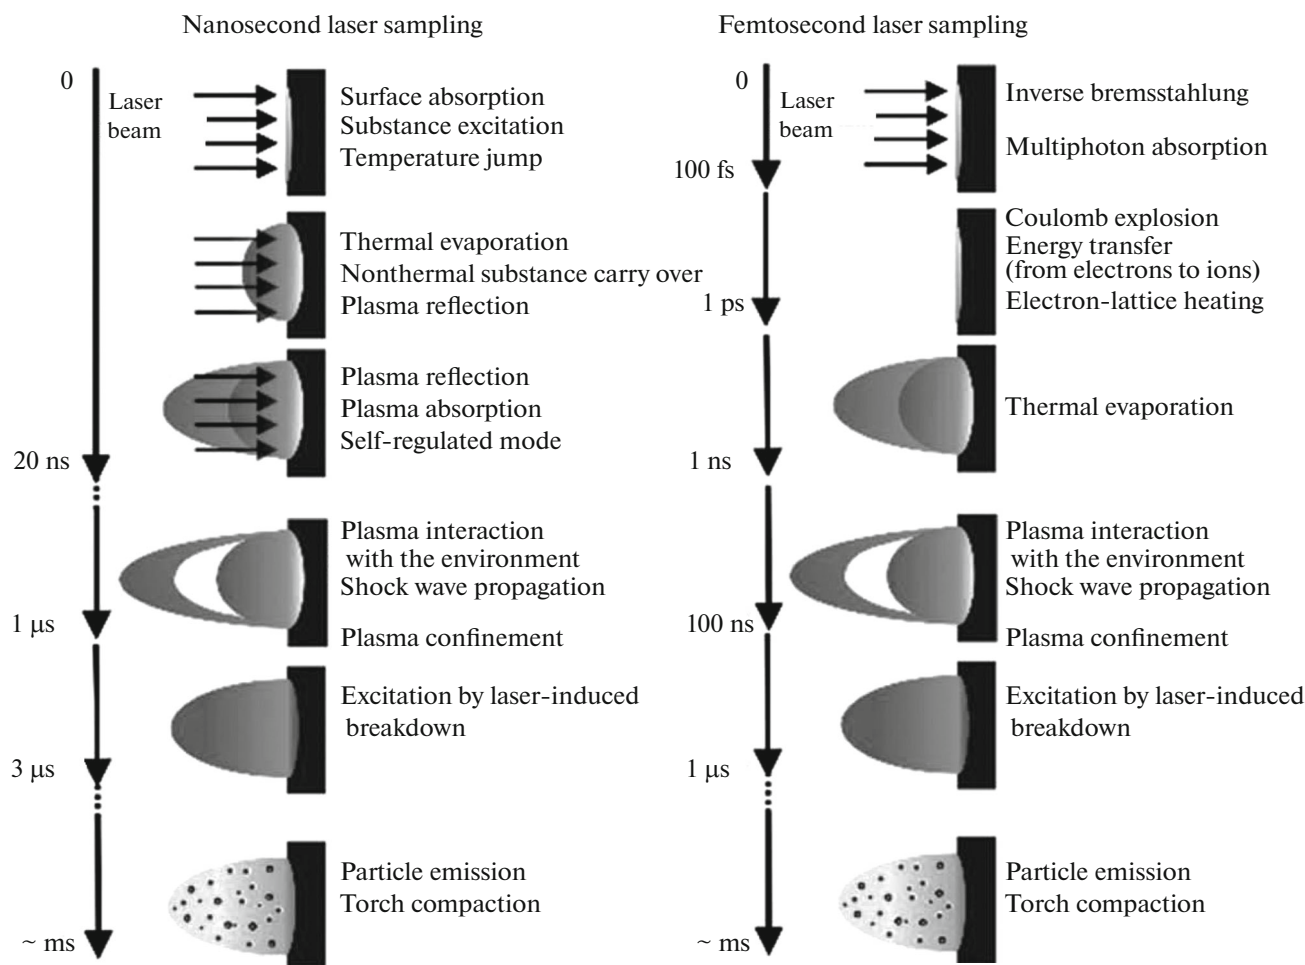 Nanosecond laser sampling
0
Laser
beam
Surface absorption
Substance excitation
Temperature jump
Thermal evaporation
Nonthermal substance carry over
Plasma reflection
Plasma reflection
Plasma absorption
Self-regulated mode
20 ns
Plasma interaction
with the environment
Shock wave propagation
1 μs
Plasma confinement
Excitation by laser-induced
breakdown
3 μs
Particle emission
Torch compaction
~ ms
Femtosecond laser sampling
0
Laser
beam
Inverse bremsstahlung
Multiphoton absorption
100 fs
Coulomb explosion
Energy transfer
(from electrons to ions)
Electron-lattice heating
1 ps
Thermal evaporation
1 ns
Plasma interaction
with the environment
Shock wave propagation
100 ns
Plasma confinement
Excitation by laser-induced
breakdown
1 μs
Particle emission
Torch compaction
~ ms